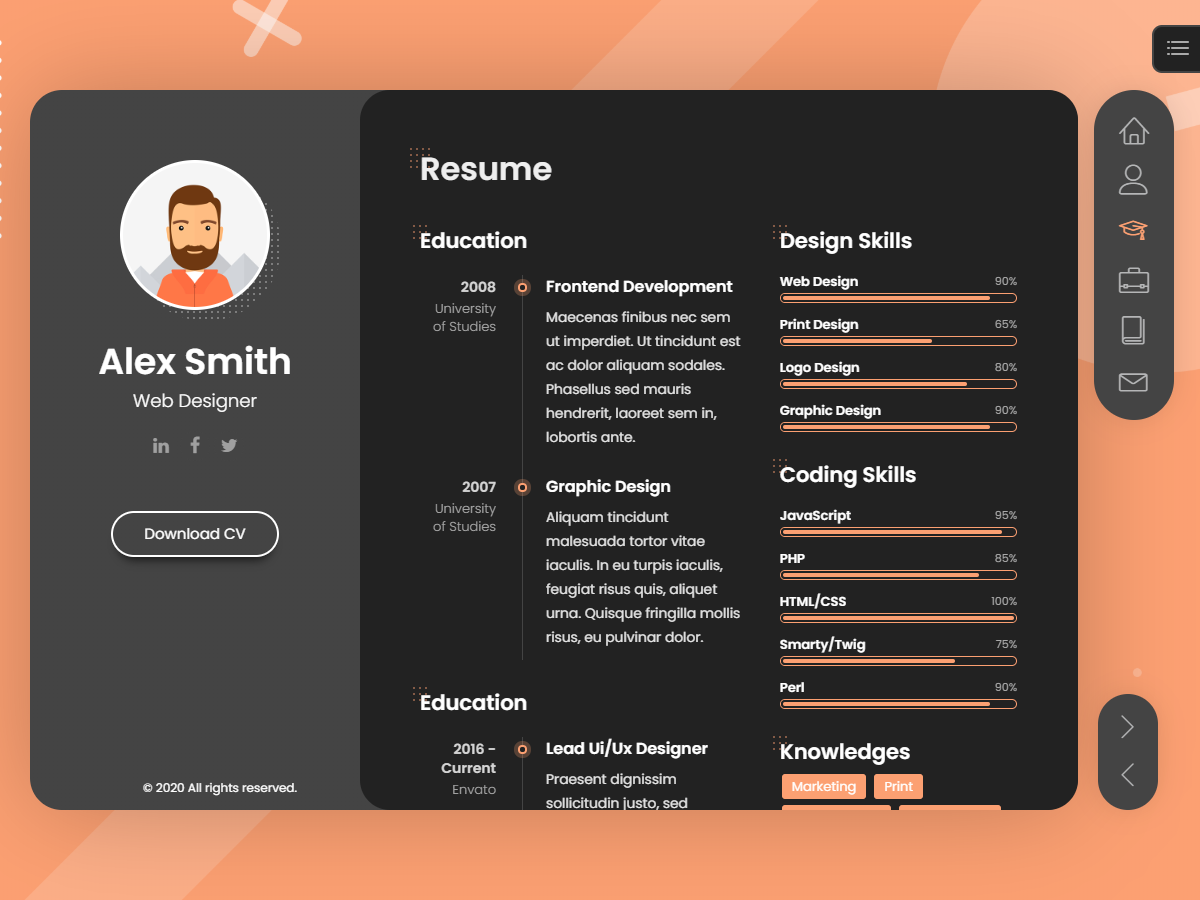 Alex Smith
Web Designer
Download CV
© 2020 All rights reserved.
Resume
Education
2008
University
of Studies
Frontend Development
Maecenas finibus nec sem
ut imperdiet. Ut tincidunt est
ac dolor aliquam sodales.
Phasellus sed mauris
hendrerit, laoreet sem in,
lobortis ante.
2007
University
of Studies
Graphic Design
Aliquam tincidunt
malesuada tortor vitae
iaculis. In eu turpis iaculis,
feugiat risus quis, aliquet
urna. Quisque fringilla mollis
risus, eu pulvinar dolor.
Education
2016 -
Current
Envato
Lead Ui/Ux Designer
Praesent dignissim
sollicitudin justo, sed
Design Skills
Web Design 90%
Print Design 65%
Logo Design 80%
Graphic Design 90%
Coding Skills
JavaScript 95%
PHP 85%
HTML/CSS 100%
Smarty/Twig 75%
Perl 90%
Knowledges
Marketing Print